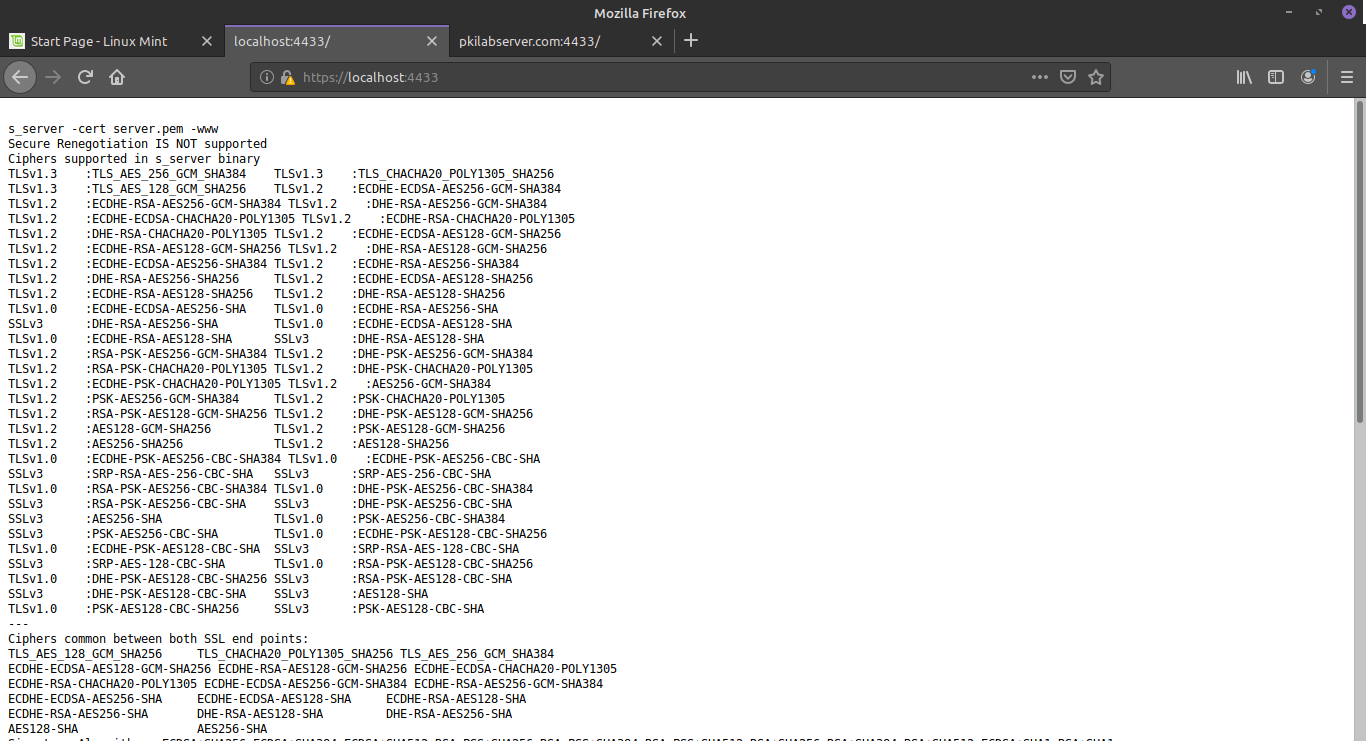 Mozilla Firefox
Start Page - Linux Mint
localhost:4433/
pkilabserver.com:4433/
https://localhost:4433
s_server -cert server.pem -www
Secure Renegotiation IS NOT supported
Ciphers supported in s_server binary
TLSv1.3    :TLS_AES_256_GCM_SHA384    TLSv1.3    :TLS_CHACHA20_POLY1305_SHA256
TLSv1.3    :TLS_AES_128_GCM_SHA256    TLSv1.2    :ECDHE-ECDSA-AES256-GCM-SHA384
TLSv1.2    :ECDHE-RSA-AES256-GCM-SHA384 TLSv1.2    :DHE-RSA-AES256-GCM-SHA384
TLSv1.2    :ECDHE-ECDSA-CHACHA20-POLY1305 TLSv1.2    :ECDHE-RSA-CHACHA20-POLY1305
TLSv1.2    :DHE-RSA-CHACHA20-POLY1305 TLSv1.2    :ECDHE-ECDSA-AES128-GCM-SHA256
TLSv1.2    :ECDHE-RSA-AES128-GCM-SHA256 TLSv1.2    :DHE-RSA-AES128-GCM-SHA256
TLSv1.2    :ECDHE-ECDSA-AES256-SHA384 TLSv1.2    :ECDHE-RSA-AES256-SHA384
TLSv1.2    :DHE-RSA-AES256-SHA256     TLSv1.2    :ECDHE-ECDSA-AES128-SHA256
TLSv1.2    :ECDHE-RSA-AES128-SHA256   TLSv1.2    :DHE-RSA-AES128-SHA256
TLSv1.0    :ECDHE-ECDSA-AES256-SHA    TLSv1.0    :ECDHE-RSA-AES256-SHA
SSLv3      :DHE-RSA-AES256-SHA        TLSv1.0    :ECDHE-ECDSA-AES128-SHA
TLSv1.0    :ECDHE-RSA-AES128-SHA      SSLv3      :DHE-RSA-AES128-SHA
TLSv1.2    :RSA-PSK-AES256-GCM-SHA384 TLSv1.2    :DHE-PSK-AES256-GCM-SHA384
TLSv1.2    :RSA-PSK-CHACHA20-POLY1305 TLSv1.2    :DHE-PSK-CHACHA20-POLY1305
TLSv1.2    :ECDHE-PSK-CHACHA20-POLY1305 TLSv1.2    :AES256-GCM-SHA384
TLSv1.2    :PSK-AES256-GCM-SHA384     TLSv1.2    :PSK-CHACHA20-POLY1305
TLSv1.2    :RSA-PSK-AES128-GCM-SHA256 TLSv1.2    :DHE-PSK-AES128-GCM-SHA256
TLSv1.2    :AES128-GCM-SHA256         TLSv1.2    :PSK-AES128-GCM-SHA256
TLSv1.2    :AES256-SHA256             TLSv1.2    :AES128-SHA256
TLSv1.0    :ECDHE-PSK-AES256-CBC-SHA384 TLSv1.0    :ECDHE-PSK-AES256-CBC-SHA
SSLv3      :SRP-RSA-AES-256-CBC-SHA   SSLv3      :SRP-AES-256-CBC-SHA
TLSv1.0    :RSA-PSK-AES256-CBC-SHA384 TLSv1.0    :DHE-PSK-AES256-CBC-SHA384
SSLv3      :RSA-PSK-AES256-CBC-SHA    SSLv3      :DHE-PSK-AES256-CBC-SHA
SSLv3      :AES256-SHA                TLSv1.0    :PSK-AES256-CBC-SHA384
SSLv3      :PSK-AES256-CBC-SHA        TLSv1.0    :ECDHE-PSK-AES128-CBC-SHA256
TLSv1.0    :ECDHE-PSK-AES128-CBC-SHA  SSLv3      :SRP-RSA-AES-128-CBC-SHA
SSLv3      :SRP-AES-128-CBC-SHA       TLSv1.0    :RSA-PSK-AES128-CBC-SHA256
TLSv1.0    :DHE-PSK-AES128-CBC-SHA256 SSLv3      :RSA-PSK-AES128-CBC-SHA
SSLv3      :DHE-PSK-AES128-CBC-SHA    SSLv3      :AES128-SHA
TLSv1.0    :PSK-AES128-CBC-SHA256     SSLv3      :PSK-AES128-CBC-SHA
---
Ciphers common between both SSL end points:
TLS_AES_128_GCM_SHA256     TLS_CHACHA20_POLY1305_SHA256 TLS_AES_256_GCM_SHA384
ECDHE-ECDSA-AES128-GCM-SHA256 ECDHE-RSA-AES128-GCM-SHA256 ECDHE-ECDSA-CHACHA20-POLY1305
ECDHE-RSA-CHACHA20-POLY1305 ECDHE-ECDSA-AES256-GCM-SHA384 ECDHE-RSA-AES256-GCM-SHA384
ECDHE-ECDSA-AES256-SHA     ECDHE-ECDSA-AES128-SHA     ECDHE-RSA-AES128-SHA
ECDHE-RSA-AES256-SHA       DHE-RSA-AES128-SHA         DHE-RSA-AES256-SHA
AES128-SHA                 AES256-SHA